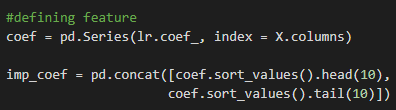 #defining feature
coef = pd.Series(lr.coef_, index = X.columns)
imp_coef = pd.concat([coef.sort_values().head(10),
coef.sort_values().tail(10)])